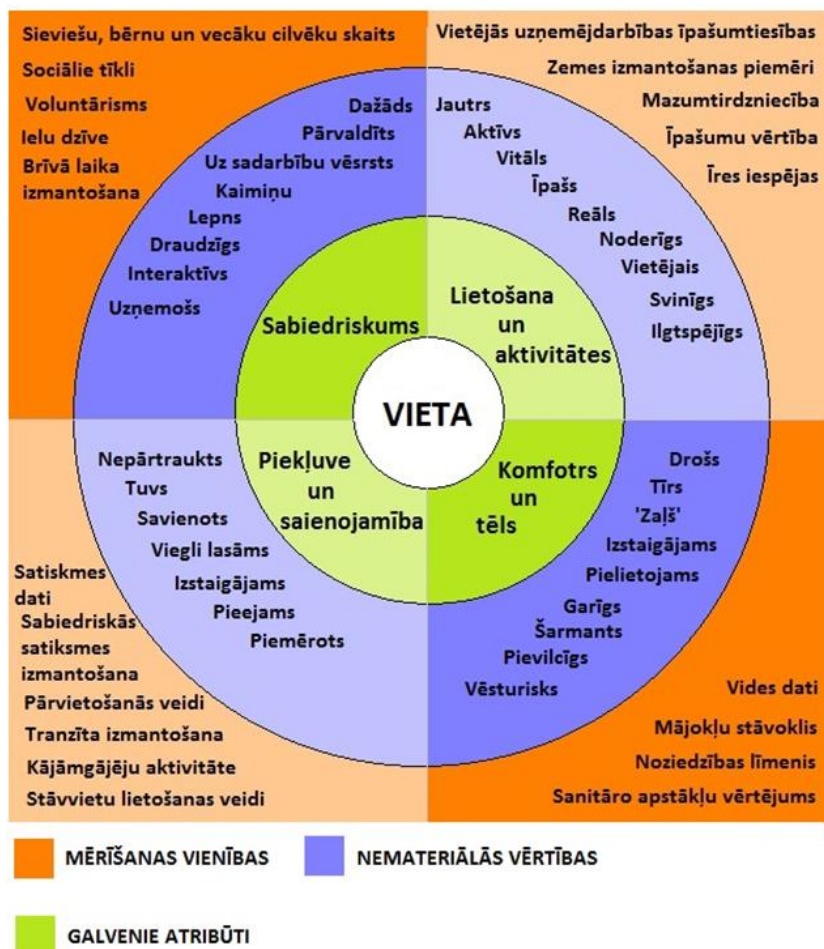 Sieviešu, bērnu un vecāku cilvēku skaits
Sociālie tīkli
Voluntārisms
Ielu dzīve
Brīvā laika
izmantošana
Vietējās uzņemējdarbības īpašumtiesības
Zemes izmantošanas piemēri
Mazumtirdzniecība
Īpašumu vērtība
Īres iespējas
Dažāds
Pārvaldīts
Uz sadarbību vēsrsts
Kaimiņu
Lepns
Draudzīgs
Interaktīvs
Uzņemošs
Jautrs
Aktīvs
Vitāls
Īpašs
Reāls
Noderīgs
Vietējais
Svinīgs
Ilgtspējīgs
Sabiedriskums
Lietošana
un
aktivitātes
VIETA
Piekļuve
un
saienojamība
Komfotrs
un
tēls
Nepārtraukts
Tuvs
Savienots
Viegli lasāms
Izstaigājams
Pieejams
Piemērots
Drošs
Tīrs
'Zaļš'
Izstaigājams
Pielietojams
Garīgs
Šarmants
Pievilcīgs
Vēsturisks
Satiskmes
dati
Sabiedriskās
satiksmes
izmantošana
Pārvietošanās veidi
Tranzīta izmantošana
Kājāmgājēju aktivitāte
Stāvvietu lietošanas veidi
Vides dati
Mājokļu stāvoklis
Noziedzības līmenis
Sanitāro apstākļu vērtējums
MĒRĪŠANAS VIENĪBAS
NEMATERIĀLĀS VĒRTĪBAS
GALVENIE ATRIBŪTI